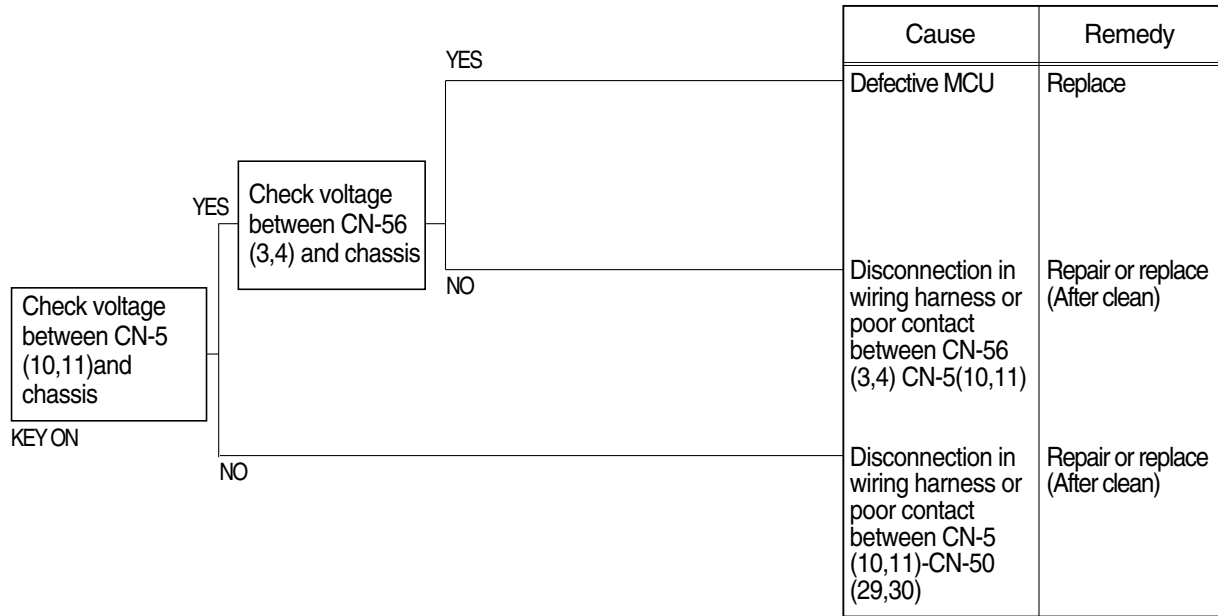 Cause
Remedy
YES
Defective MCU
Replace
YES
Check voltage
between CN-56
(3,4) and chassis
NO
Disconnection in
wiring harness or
poor contact
between CN-56
(3,4) CN-5(10,11)
Repair or replace
(After clean)
Check voltage
between CN-5
(10,11)and
chassis
KEY ON
NO
Disconnection in
wiring harness or
poor contact
between CN-5
(10,11)-CN-50
(29,30)
Repair or replace
(After clean)